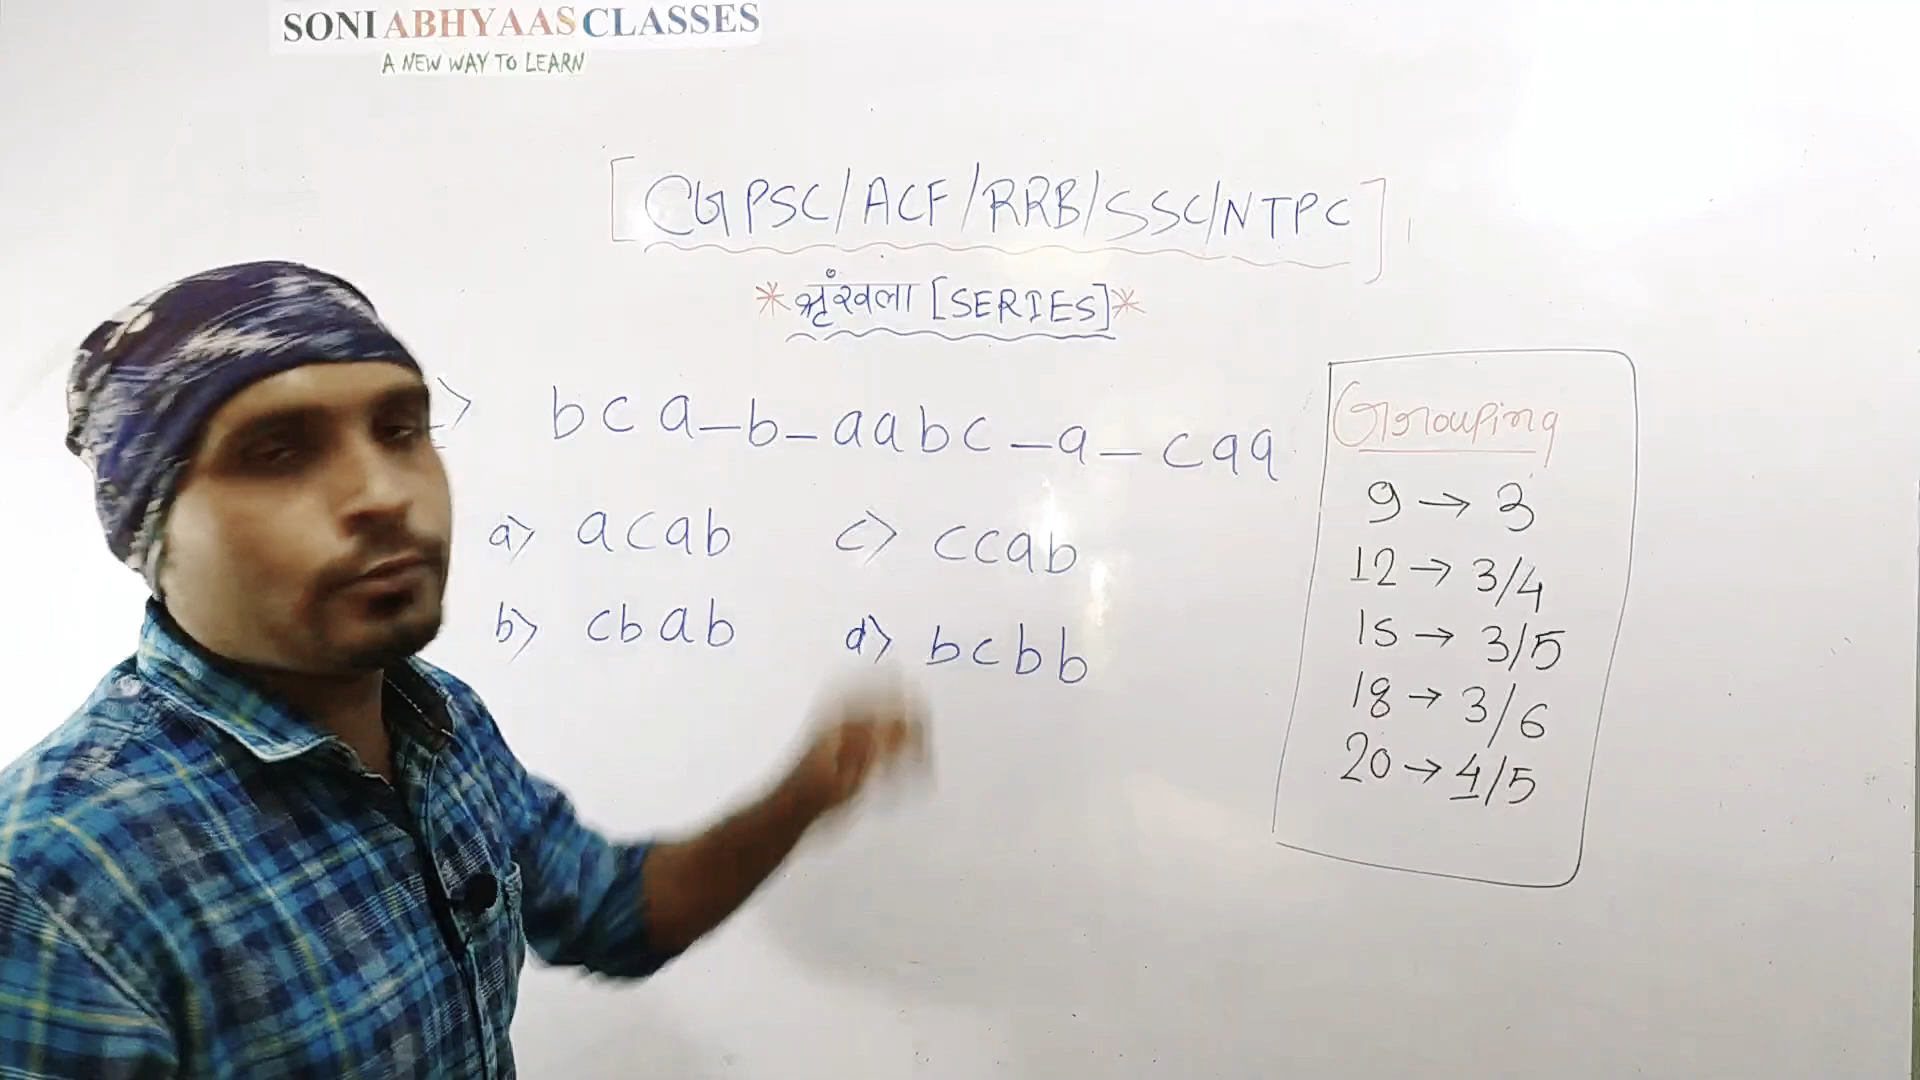 SONI ABHYAAS CLASSES
A NEW WAY TO LEARN
[CGPSC/ACF/RRB/SSC/NTPC]
*श्रृंखला [SERIES]*
> bca_b_aabc_a_caa
a> acab c> ccab
b> cbab d> bcbb
Grouping
9 → 3
12 → 3/4
15 → 3/5
18 → 3/6
20 → 4/5